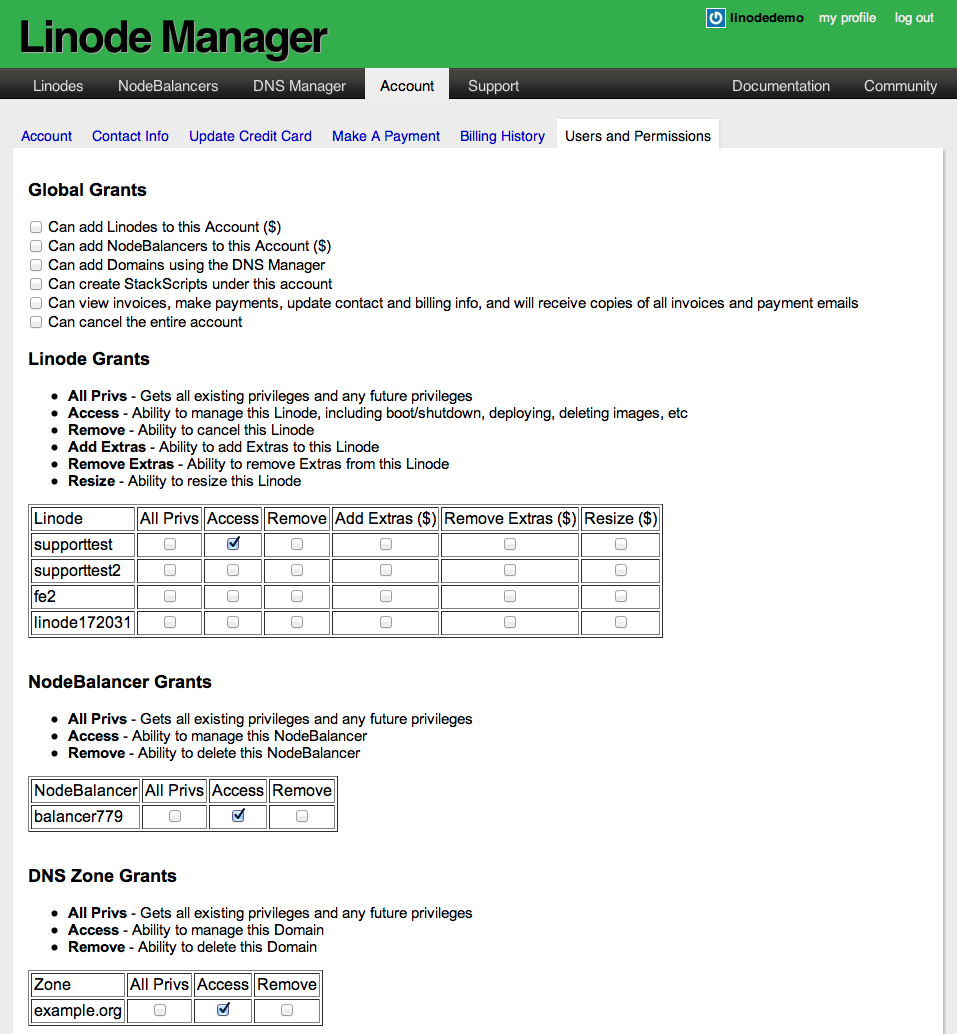 linodedemo my profile log out
Linode Manager
Linodes NodeBalancers DNS Manager Account Support Documentation Community
Account Contact Info Update Credit Card Make A Payment Billing History Users and Permissions
Global Grants
Can add Linodes to this Account ($)
Can add NodeBalancers to this Account ($)
Can add Domains using the DNS Manager
Can create StackScripts under this account
Can view invoices, make payments, update contact and billing info, and will receive copies of all invoices and payment emails
Can cancel the entire account
Linode Grants
• All Privs - Gets all existing privileges and any future privileges
• Access - Ability to manage this Linode, including boot/shutdown, deploying, deleting images, etc
• Remove - Ability to cancel this Linode
• Add Extras - Ability to add Extras to this Linode
• Remove Extras - Ability to remove Extras from this Linode
• Resize - Ability to resize this Linode
Linode All Privs Access Remove Add Extras ($) Remove Extras ($) Resize ($)
supporttest
supporttest2
fe2
linode172031
NodeBalancer Grants
• All Privs - Gets all existing privileges and any future privileges
• Access - Ability to manage this NodeBalancer
• Remove - Ability to delete this NodeBalancer
NodeBalancer All Privs Access Remove
balancer779
DNS Zone Grants
• All Privs - Gets all existing privileges and any future privileges
• Access - Ability to manage this Domain
• Remove - Ability to delete this Domain
Zone All Privs Access Remove
example.org